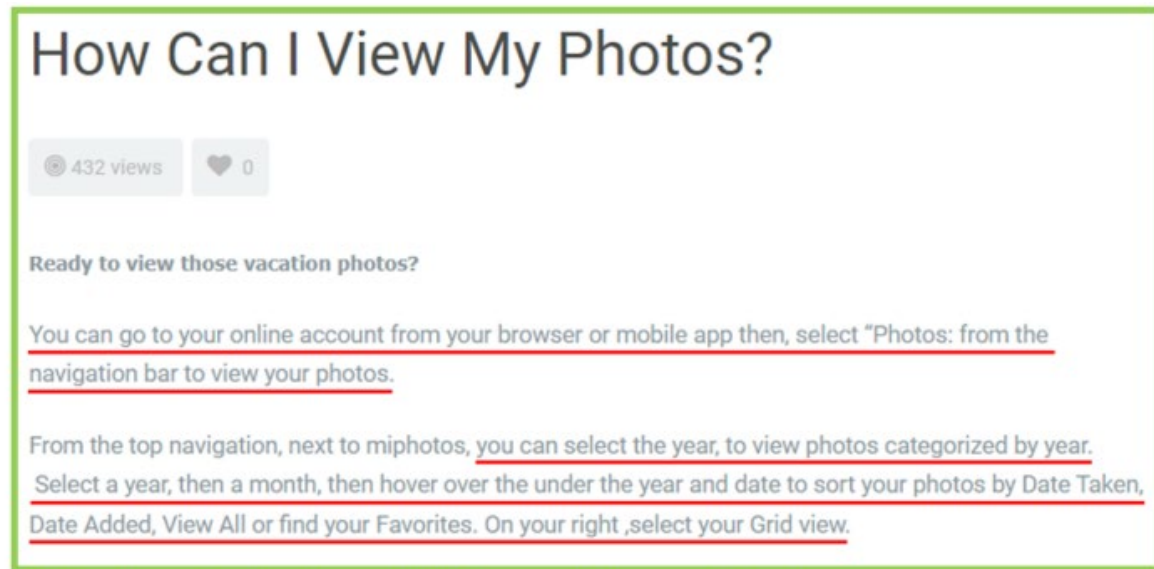 How Can I View My Photos?
432 views 0
Ready to view those vacation photos?
You can go to your online account from your browser or mobile app then, select “Photos: from the
navigation bar to view your photos.
From the top navigation, next to miphotos, you can select the year, to view photos categorized by year.
Select a year, then a month, then hover over the under the year and date to sort your photos by Date Taken,
Date Added, View All or find your Favorites. On your right ,select your Grid view.